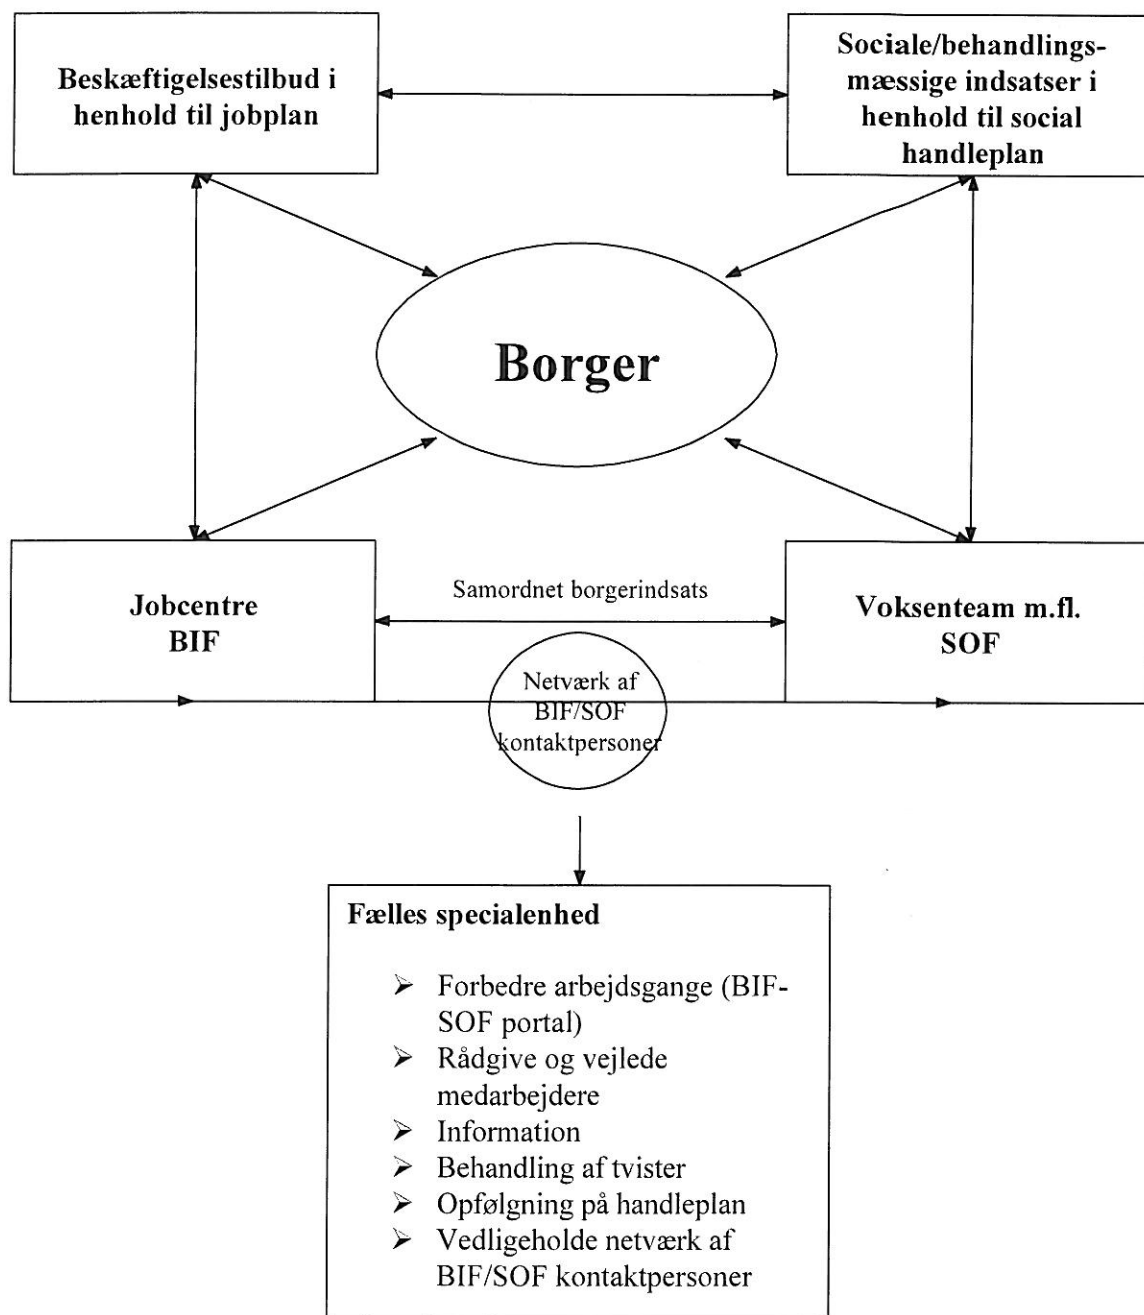 Beskæftigelsestilbud i
henhold til jobplan
Sociale/behandlings-
mæssige indsatser i
henhold til social
handleplan
Borger
Jobcentre
BIF
Samordnet borgerindsats
Voksenteam m.fl.
SOF
Netværk af
BIF/SOF
kontaktpersoner
Fælles specialenhed
➢ Forbedre arbejdsgange (BIF-
SOF portal)
➢ Rådgive og vejlede
medarbejdere
➢ Information
➢ Behandling af tvister
➢ Opfølgning på handleplan
➢ Vedligeholde netværk af
BIF/SOF kontaktpersoner